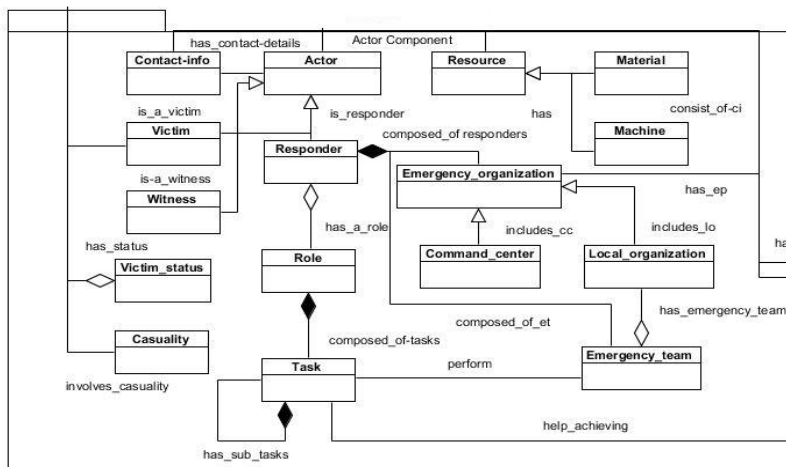 has_contact-details
Actor Component
Contact-info
Actor
Resource
Material
is_a_victim
is_responder
has
consist_of-ci
Victim
composed_of responders
Machine
Responder
is-a_witness
Emergency_organization
has_ep
Witness
has_a_role
includes_cc
includes_lo
has_status
ha
Role
Command_center
Local_organization
Victim_status
has_emergency_team
composed_of_et
Casuality
composed_of-tasks
Emergency_team
Task
perform
involves_casuality
help_achieving
has_sub_tasks